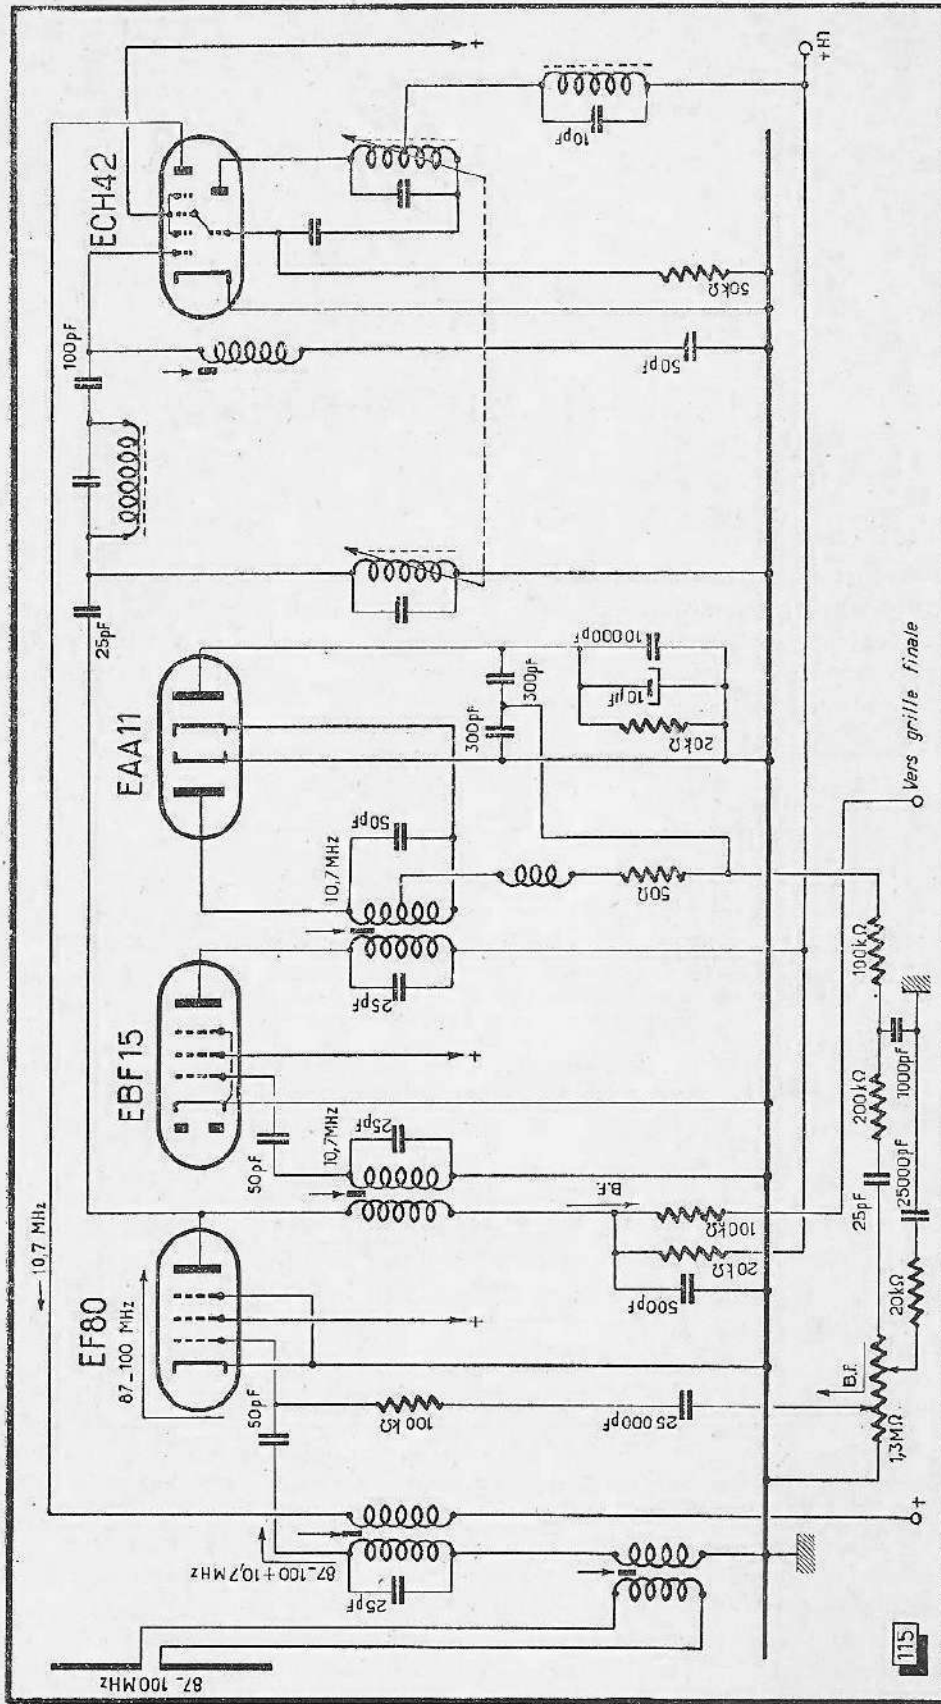 87_100MHz
25pF
87_100+10,7MHz
← 10,7 MHz
EF80
87_100 MHz
50pF
100kΩ
25000pF
+
500pF
20kΩ
100kΩ
B.F.
EBF15
50pF
10,7MHz
25pF
+
25pF
EAA11
10,7MHz
50pF
50Ω
300pF
300pF
20kΩ
10μF
10000pF
25pF
100pF
50pF
ECH42
50kΩ
+
10pF
+HT
+
1,3MΩ
B.F.
20kΩ
25000pF
25pF
200kΩ
1000pF
100kΩ
Vers grille finale
115